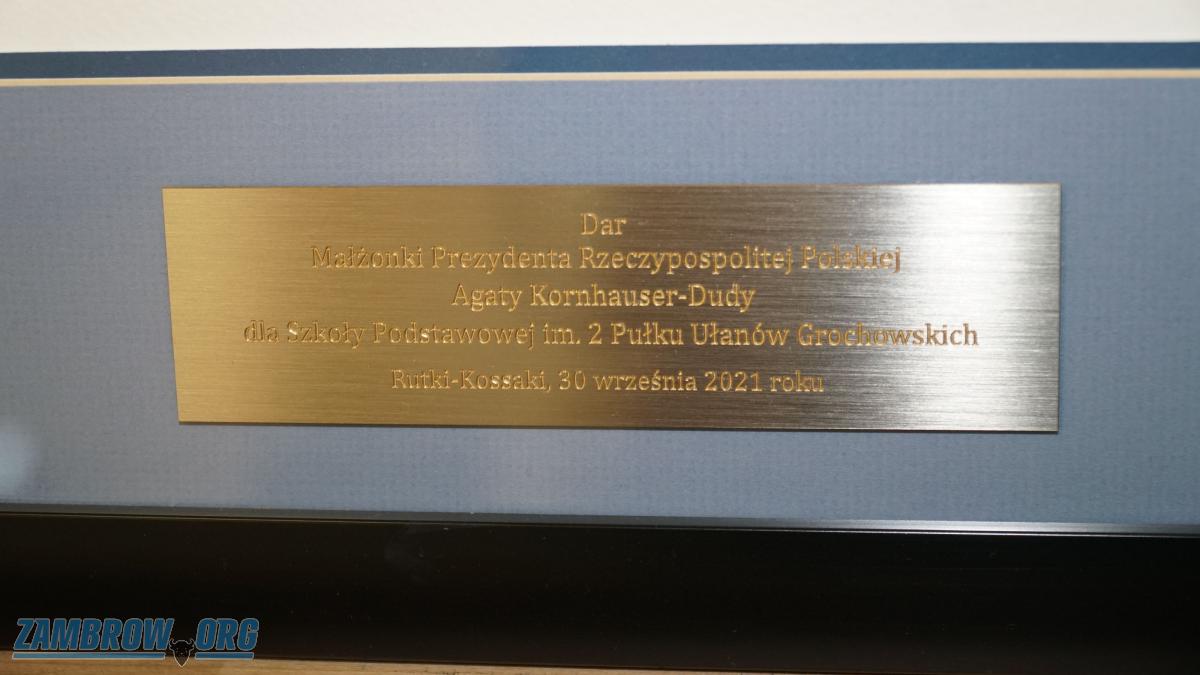 Dar
Małżonki Prezydenta Rzeczypospolitej Polskiej
Agaty Kornhauser-Dudy
dla Szkoły Podstawowej im. 2 Pułku Ułanów Grochowskich
Rutki-Kossaki, 30 września 2021 roku
ZAMBROW.ORG